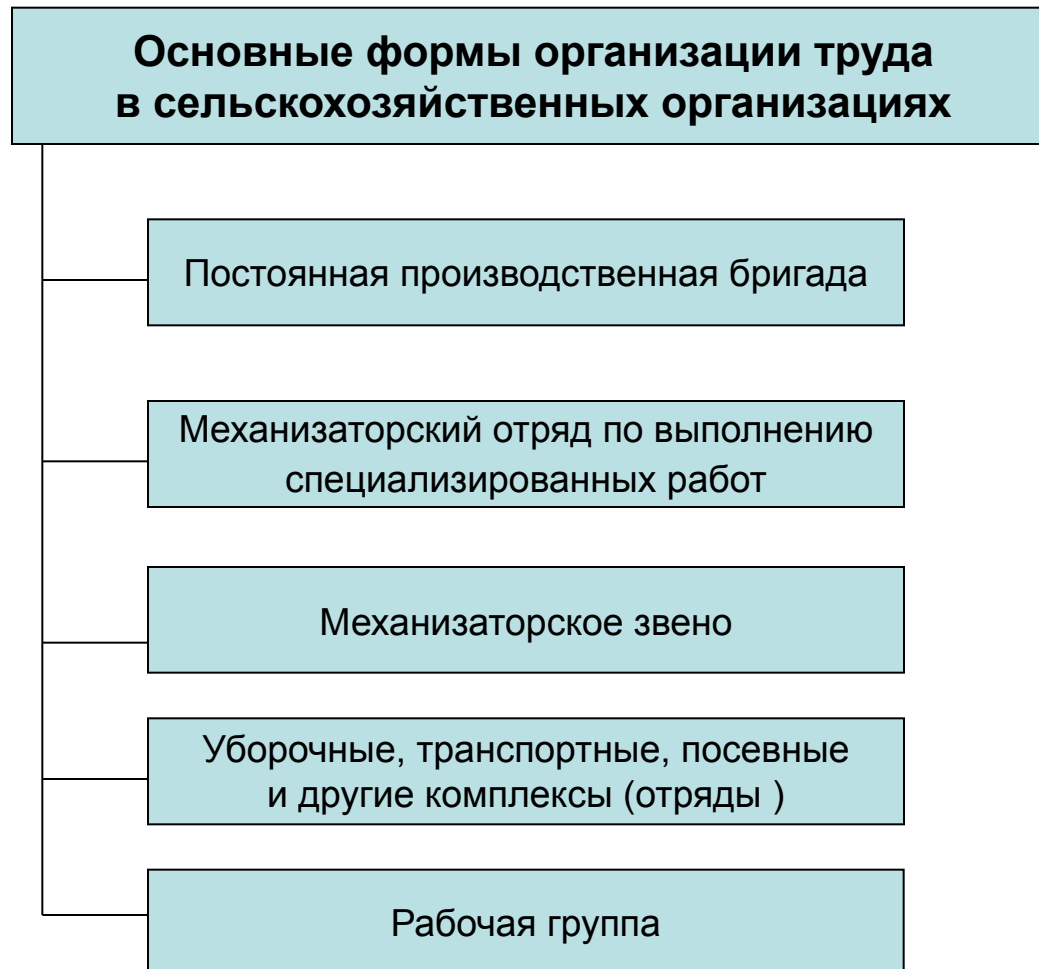 Основные формы организации труда
в сельскохозяйственных организациях
Постоянная производственная бригада
Механизаторский отряд по выполнению
специализированных работ
Механизаторское звено
Уборочные, транспортные, посевные
и другие комплексы (отряды )
Рабочая группа